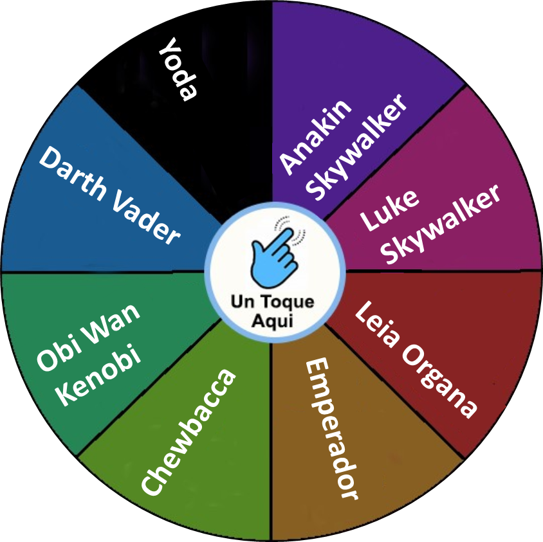 Yoda
Anakin
Skywalker
Luke
Skywalker
Leia Organa
Emperador
Chewbacca
Obi Wan
Kenobi
Darth Vader
Un Toque
Aqui